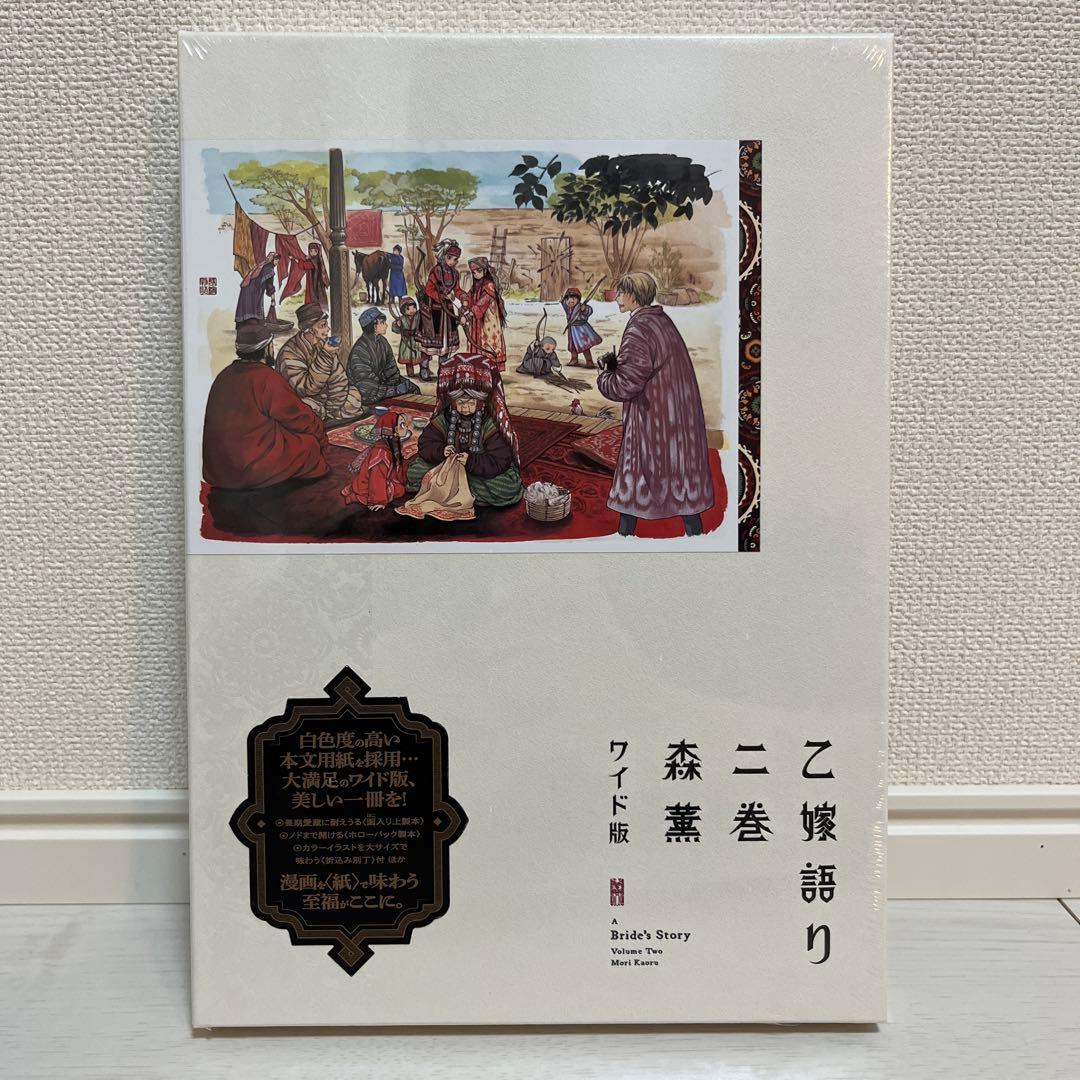 乙嫁語り
二巻
森薫
ワイド版
A
Bride's Story
Volume Two
Mori Kaoru
白色度の高い
本文用紙を採用…
大満足のワイド版、
美しい一冊を!
◎長期愛蔵に耐えうる〈函入り上製本〉
◎ノドまで開ける〈ホローバック製本〉
◎カラーイラストを大サイズで
味わう〈折込み別丁〉付 ほか
漫画を〈紙〉で味わう
至福がここに。